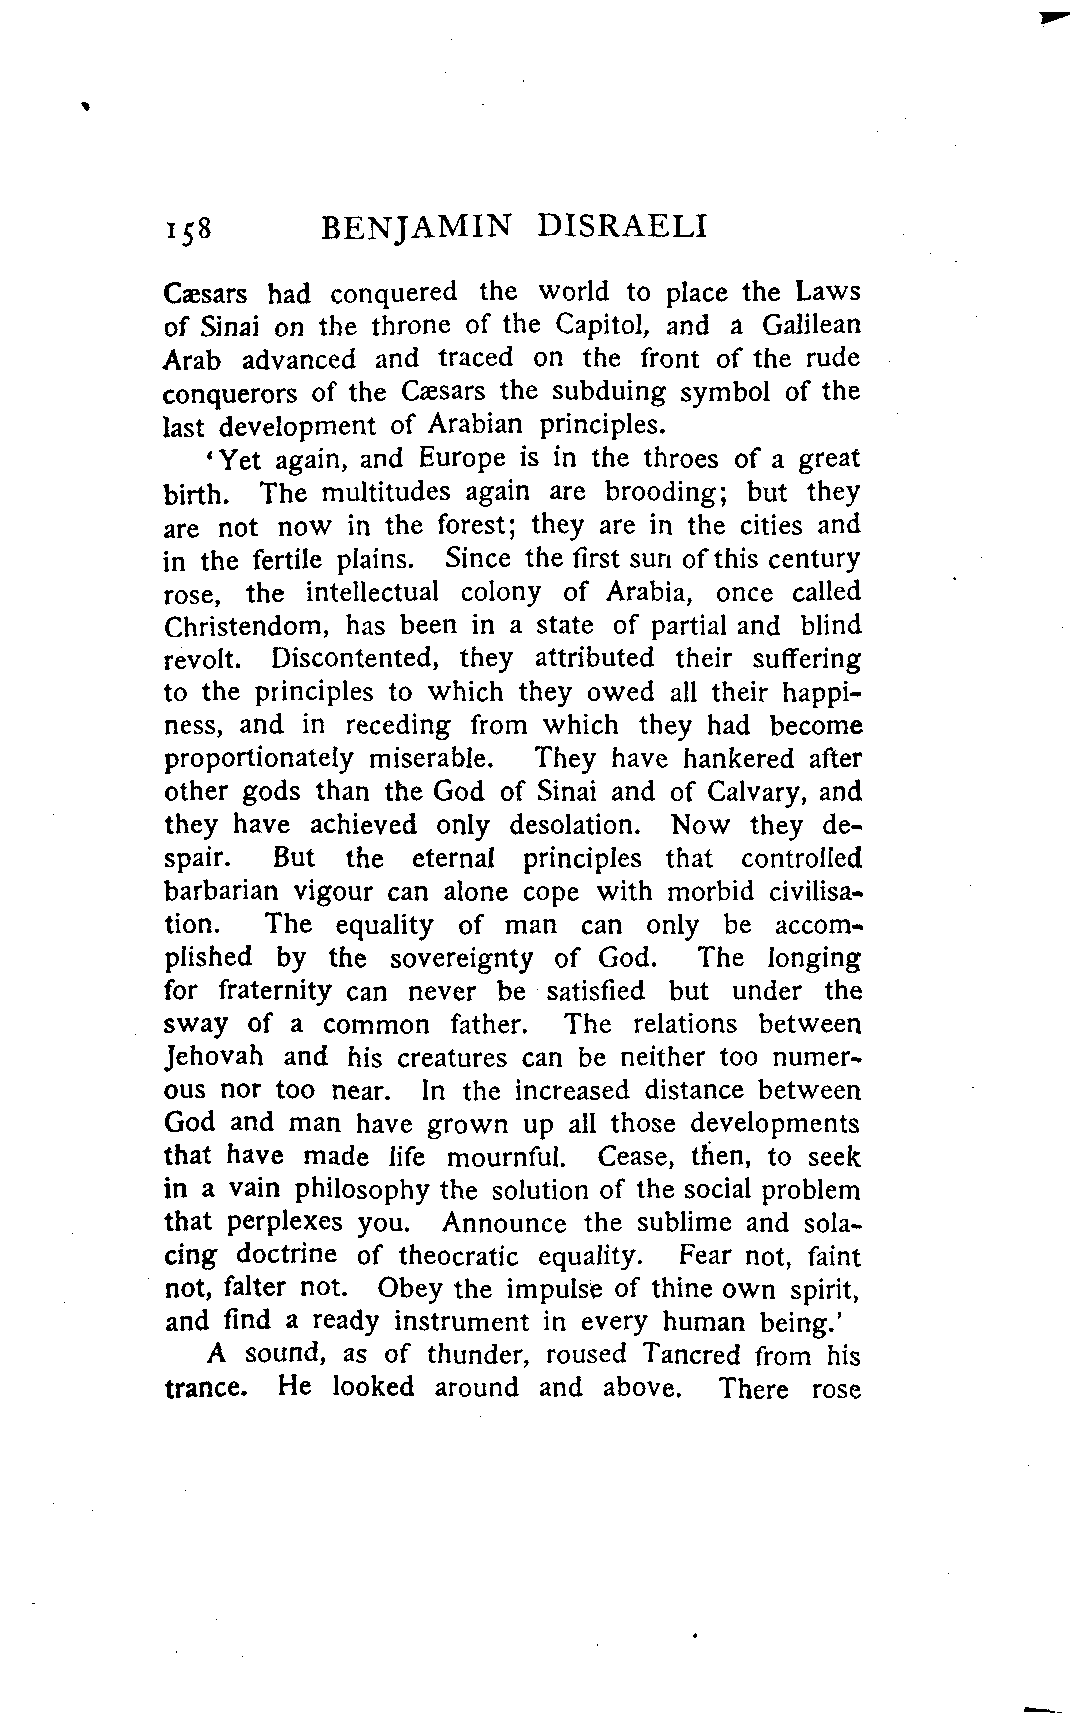 158 BENJAMIN DISRAELI
Cæsars had conquered the world to place the Laws
of Sinai on the throne of the Capitol, and a Galilean
Arab advanced and traced on the front of the rude
conquerors of the Cæsars the subduing symbol of the
last development of Arabian principles.
‘Yet again, and Europe is in the throes of a great
birth. The multitudes again are brooding; but they
are not now in the forest; they are in the cities and
in the fertile plains. Since the first sun of this century
rose, the intellectual colony of Arabia, once called
Christendom, has been in a state of partial and blind
revolt. Discontented, they attributed their suffering
to the principles to which they owed all their happi-
ness, and in receding from which they had become
proportionately miserable. They have hankered after
other gods than the God of Sinai and of Calvary, and
they have achieved only desolation. Now they de-
spair. But the eternal principles that controlled
barbarian vigour can alone cope with morbid civilisa-
tion. The equality of man can only be accom-
plished by the sovereignty of God. The longing
for fraternity can never be satisfied but under the
sway of a common father. The relations between
Jehovah and his creatures can be neither too numer-
ous nor too near. In the increased distance between
God and man have grown up all those developments
that have made life mournful. Cease, then, to seek
in a vain philosophy the solution of the social problem
that perplexes you. Announce the sublime and sola-
cing doctrine of theocratic equality. Fear not, faint
not, falter not. Obey the impulse of thine own spirit,
and find a ready instrument in every human being.’
A sound, as of thunder, roused Tancred from his
trance. He looked around and above. There rose